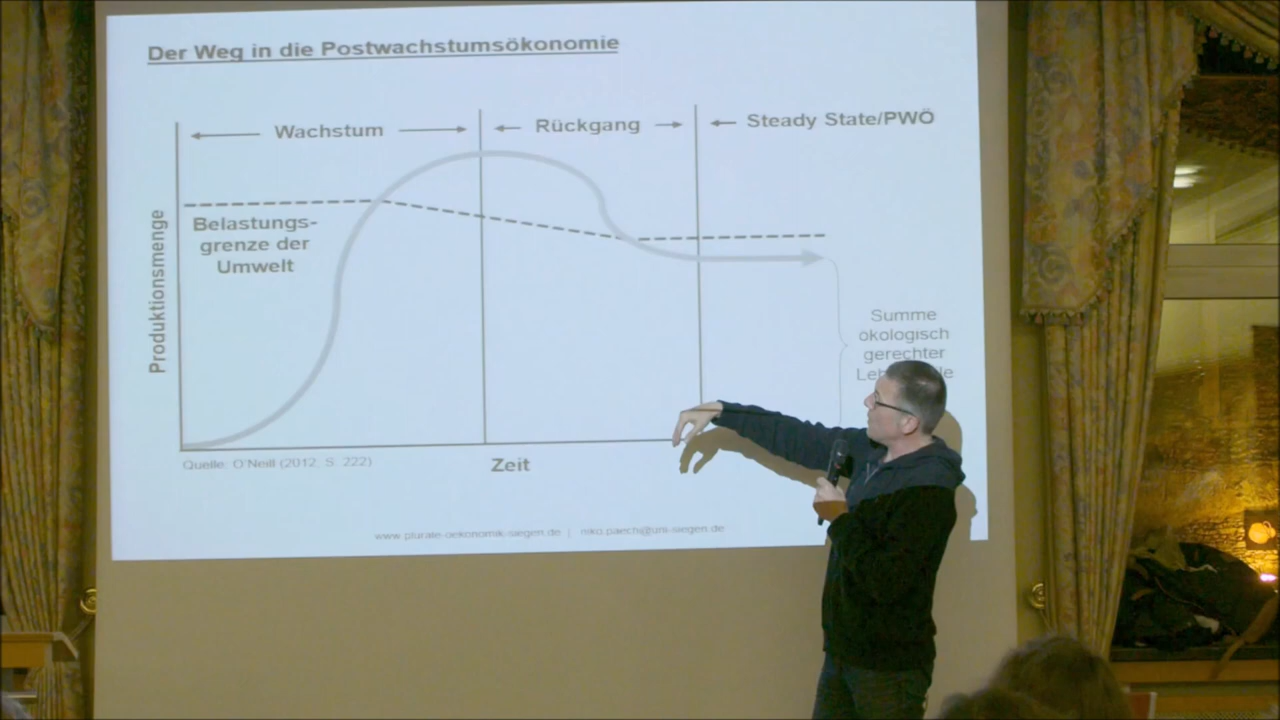 Der Weg in die Postwachstumsökonomie
Wachstum
Rückgang
Steady State/PWÖ
Produktionsmenge
Belastungs-
grenze der
Umwelt
Summe
ökologisch
gerechter
Quelle: O'Neill (2012, S. 222)
Zeit
www.plurale-oekonomik-siegen.de | niko.paech@uni-siegen.de